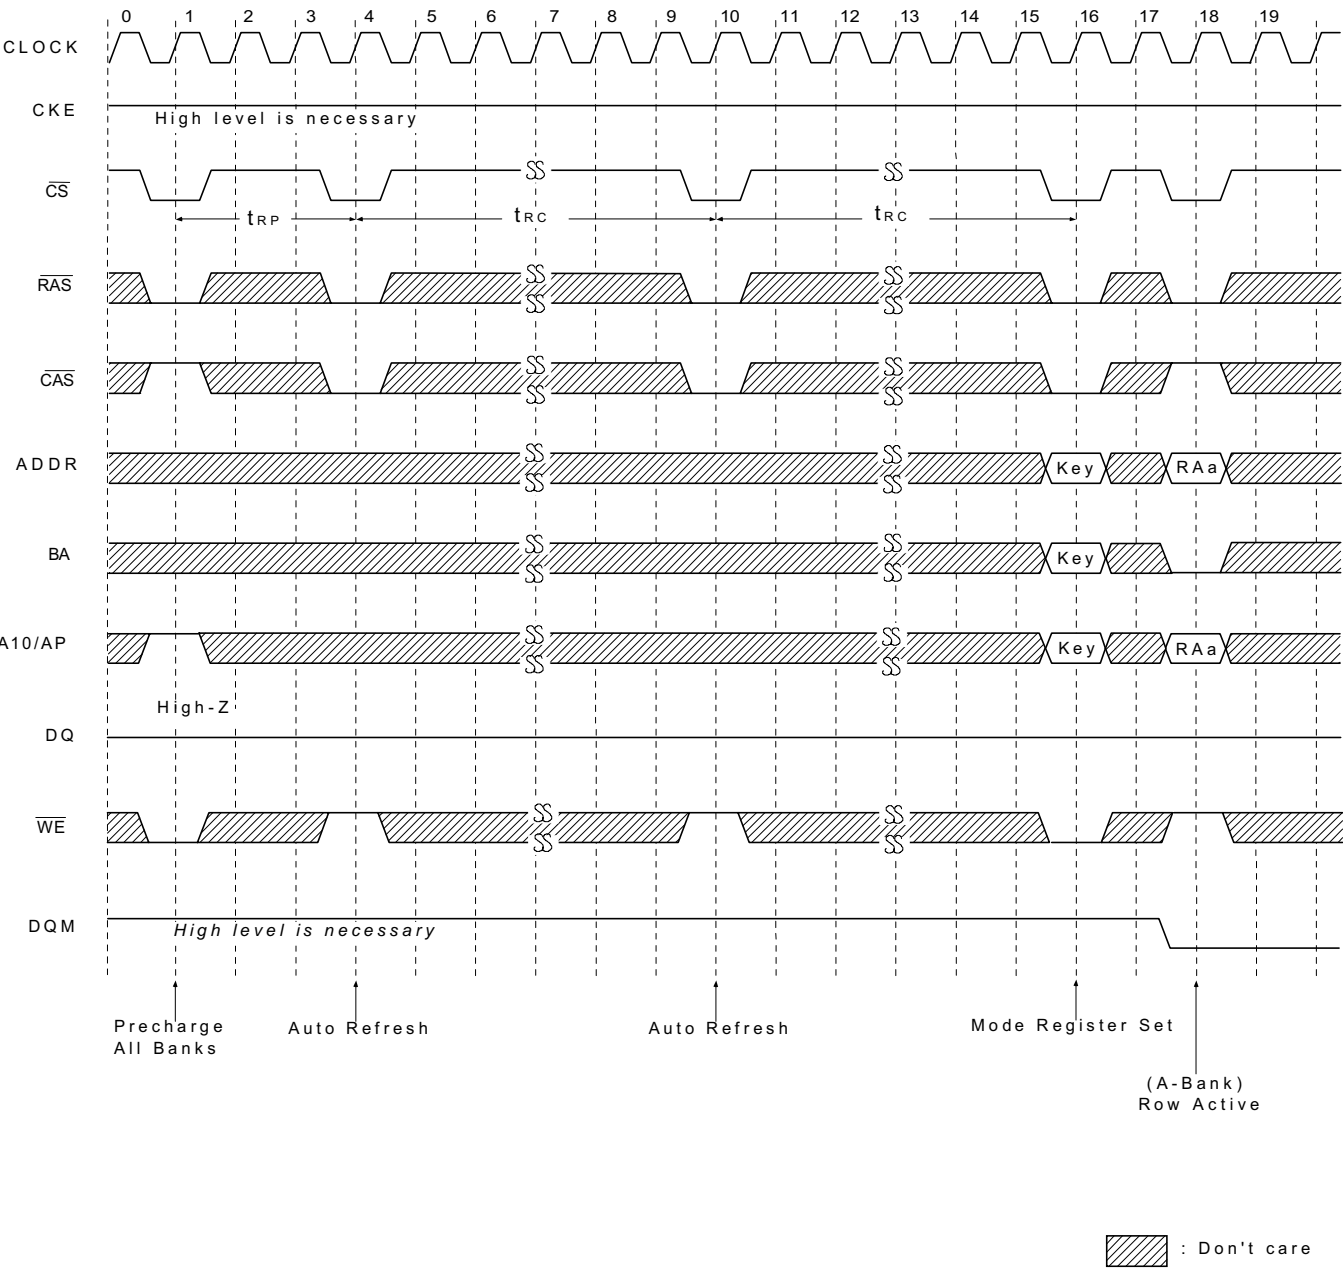 0 1 2 3 4 5 6 7 8 9 10 11 12 13 14 15 16 17 18 19
CLOCK
CKE
High level is necessary
CS
tRP tRC tRC
RAS
CAS
ADDR Key RAa
BA Key
A10/AP Key RAa
High-Z
DQ
WE
DQM
High level is necessary
Precharge
All Banks
Auto Refresh
Auto Refresh
Mode Register Set
(A-Bank)
Row Active
: Don't care